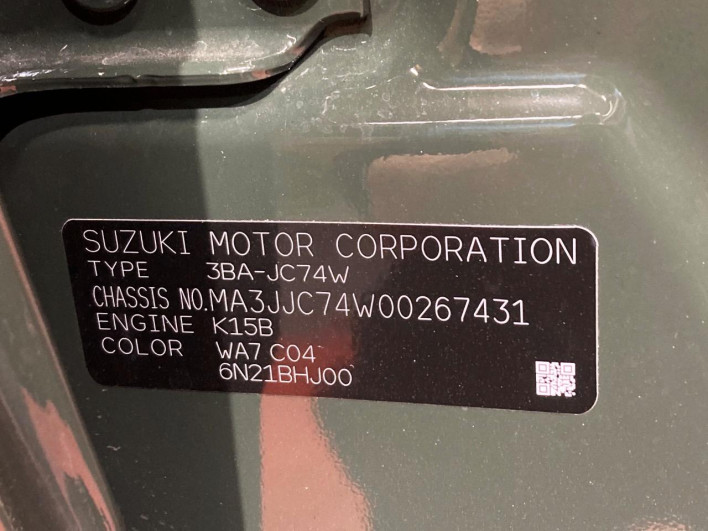 SUZUKI MOTOR CORPORATION
TYPE 3BA-JC74W
CHASSIS NO.MA3JJC74W00267431
ENGINE K15B
COLOR WA7 C04
6N21BHJ00